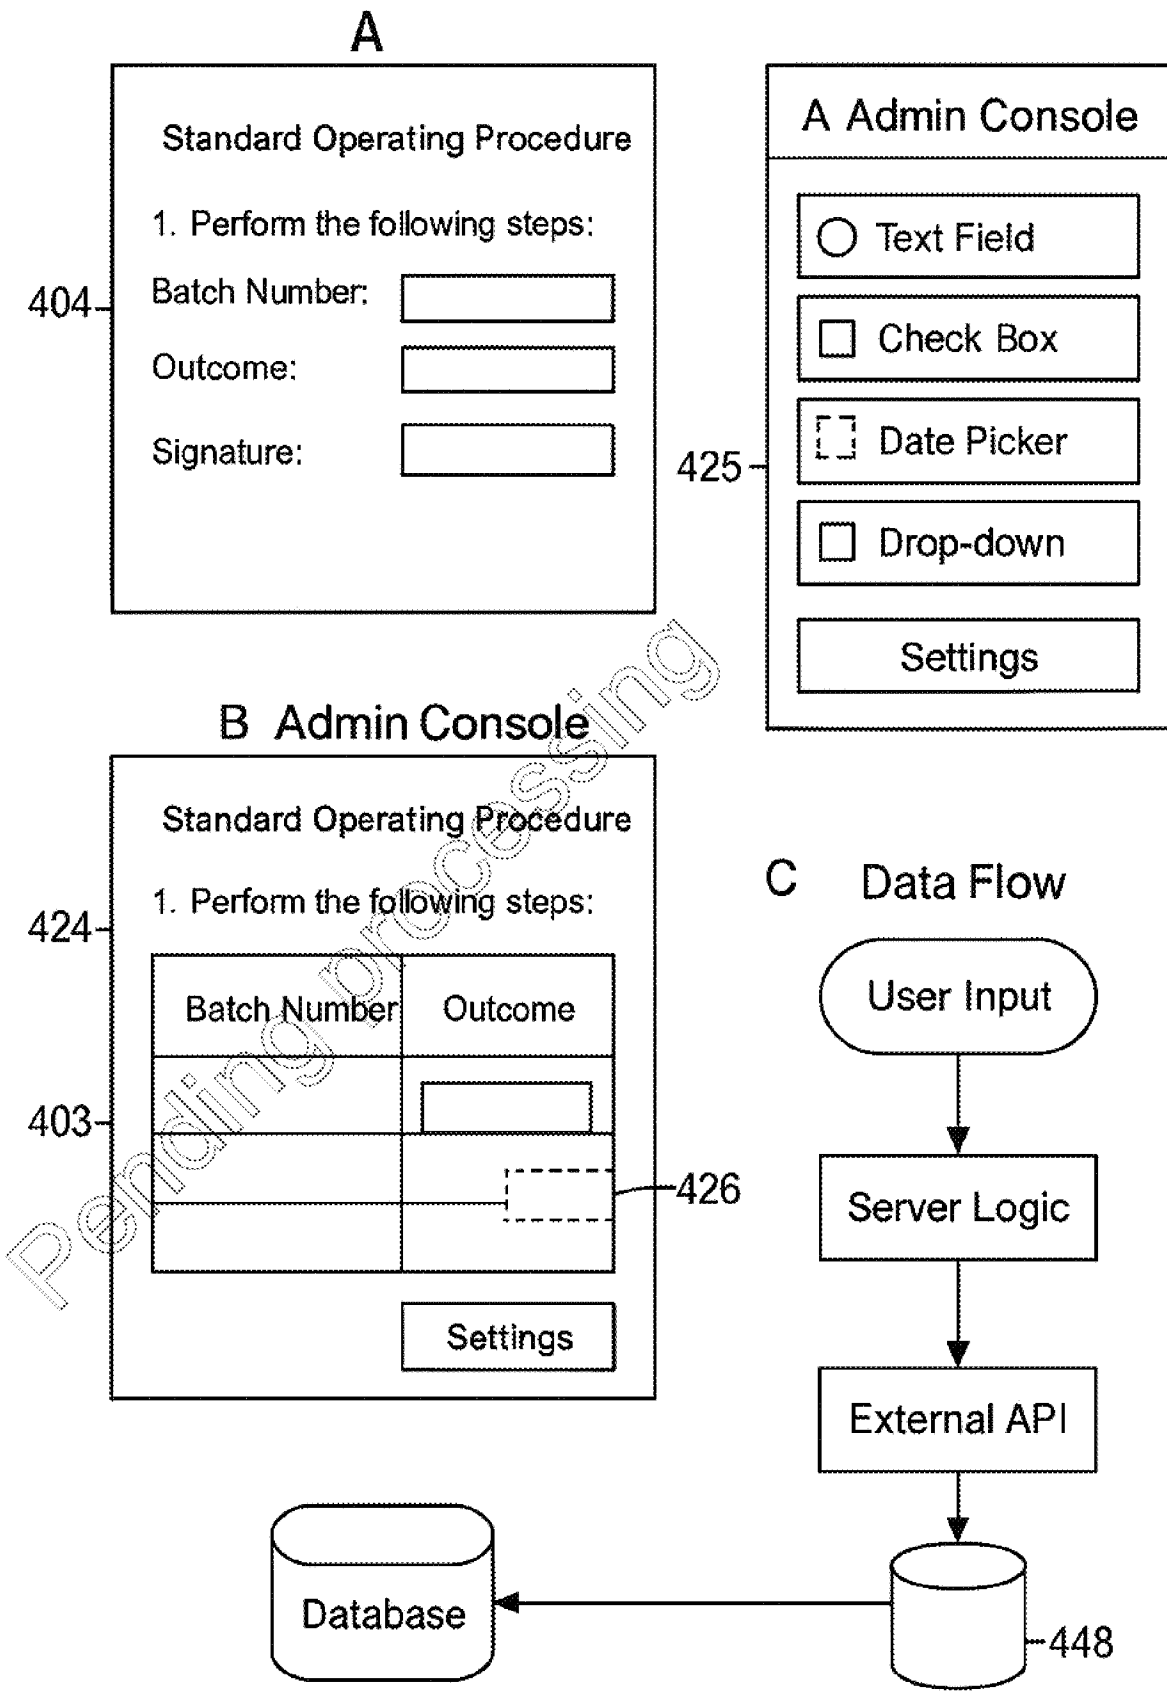 A
Standard Operating Procedure
1. Perform the following steps:
Batch Number:
404
Outcome:
Signature:
A Admin Console
Text Field
Check Box
Date Picker
425
Drop-down
Settings
B Admin Console
Standard Operating Procedure
1. Perform the following steps:
424
Batch Number Outcome
403
426
Settings
Pending processing
C Data Flow
User Input
Server Logic
External API
Database
448